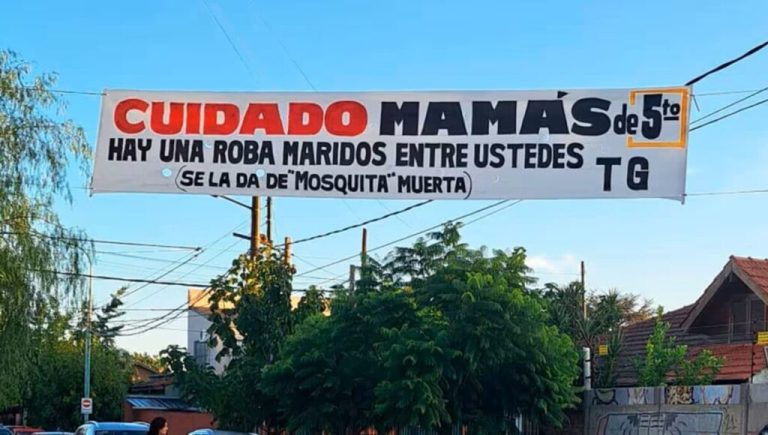 CUIDADO MAMÁS de 5to
HAY UNA ROBA MARIDOS ENTRE USTEDES
(SE LA DA DE "MOSQUITA" MUERTA) TG